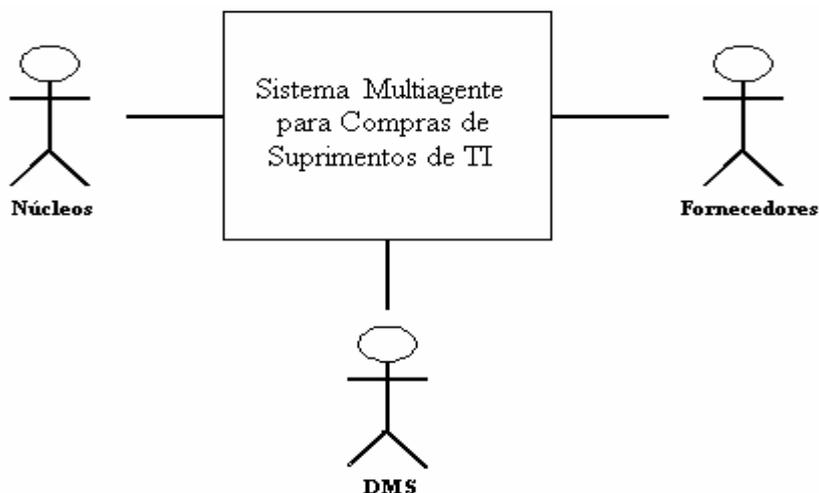 Sistema Multiagente
para Compras de
Suprimentos de TI
Núcleos
Fornecedores
DMS